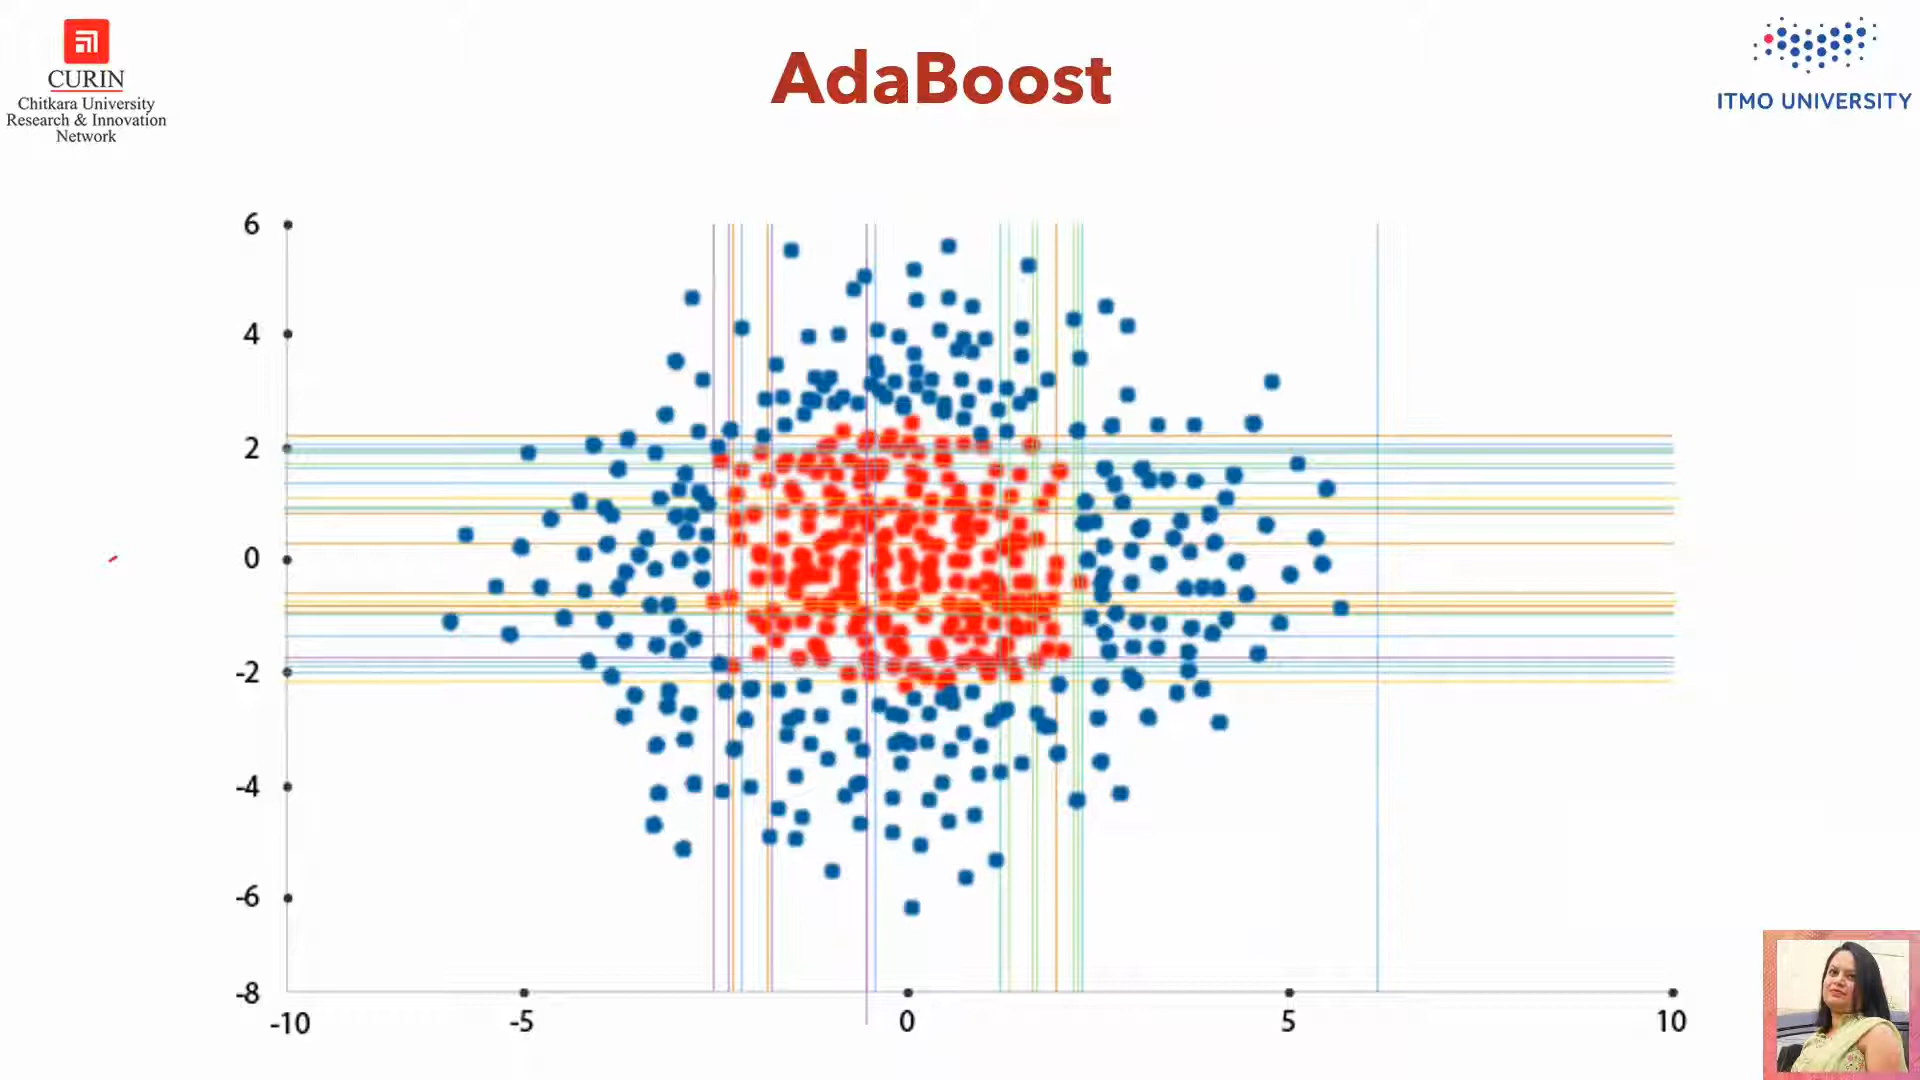 CURIN
Chitkara University
Research & Innovation
Network
AdaBoost
ITMO UNIVERSITY
6
4
2
0
-2
-4
-6
-8
-10
-5
0
5
10